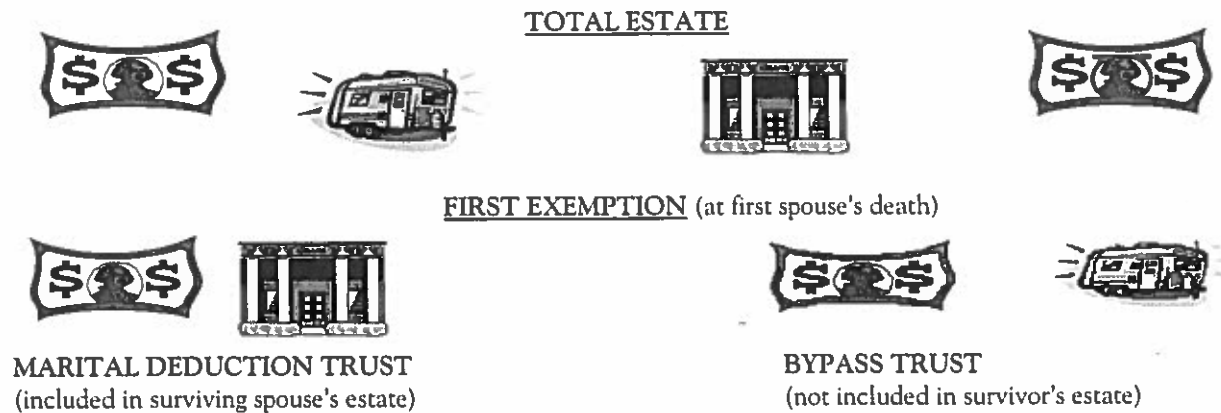 TOTAL ESTATE
$ $
$ $
FIRST EXEMPTION (at first spouse's death)
$ $
$ $
MARITAL DEDUCTION TRUST
(included in surviving spouse's estate)
BYPASS TRUST
(not included in survivor's estate)